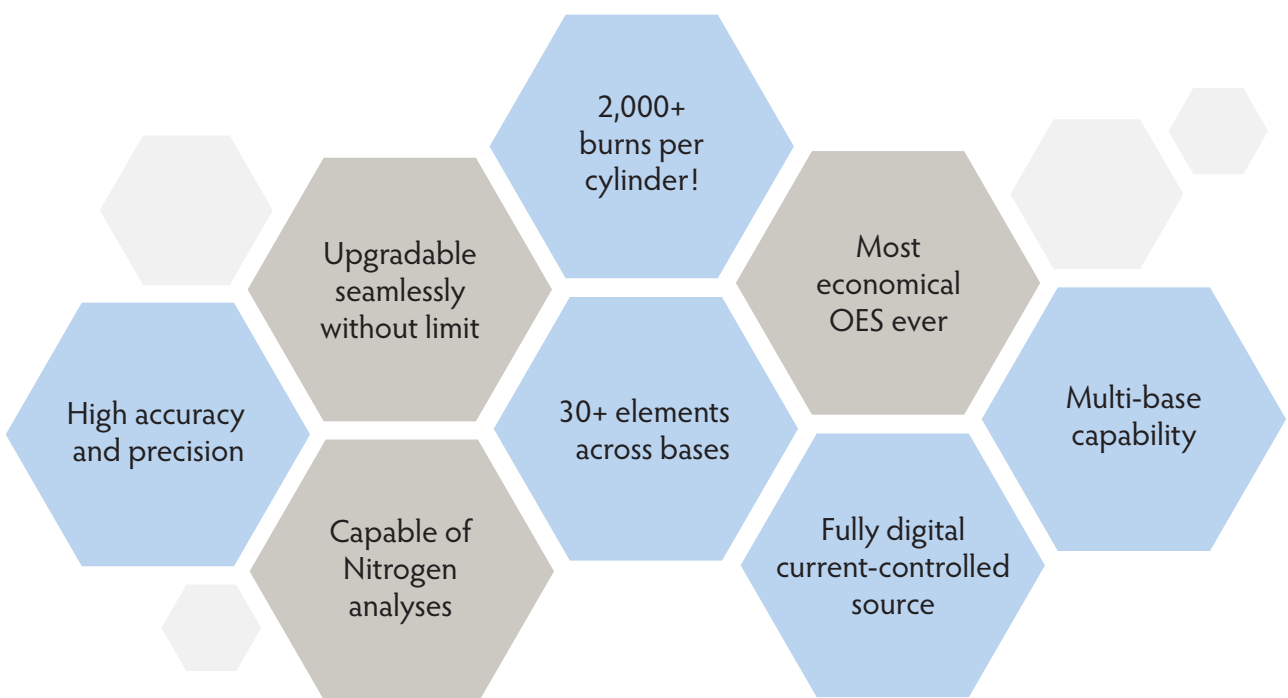 2,000+
burns per
cylinder!
Upgradable
seamlessly
without limit
Most
economical
OES ever
High accuracy
and precision
30+ elements
across bases
Multi-base
capability
Capable of
Nitrogen
analyses
Fully digital
current-controlled
source